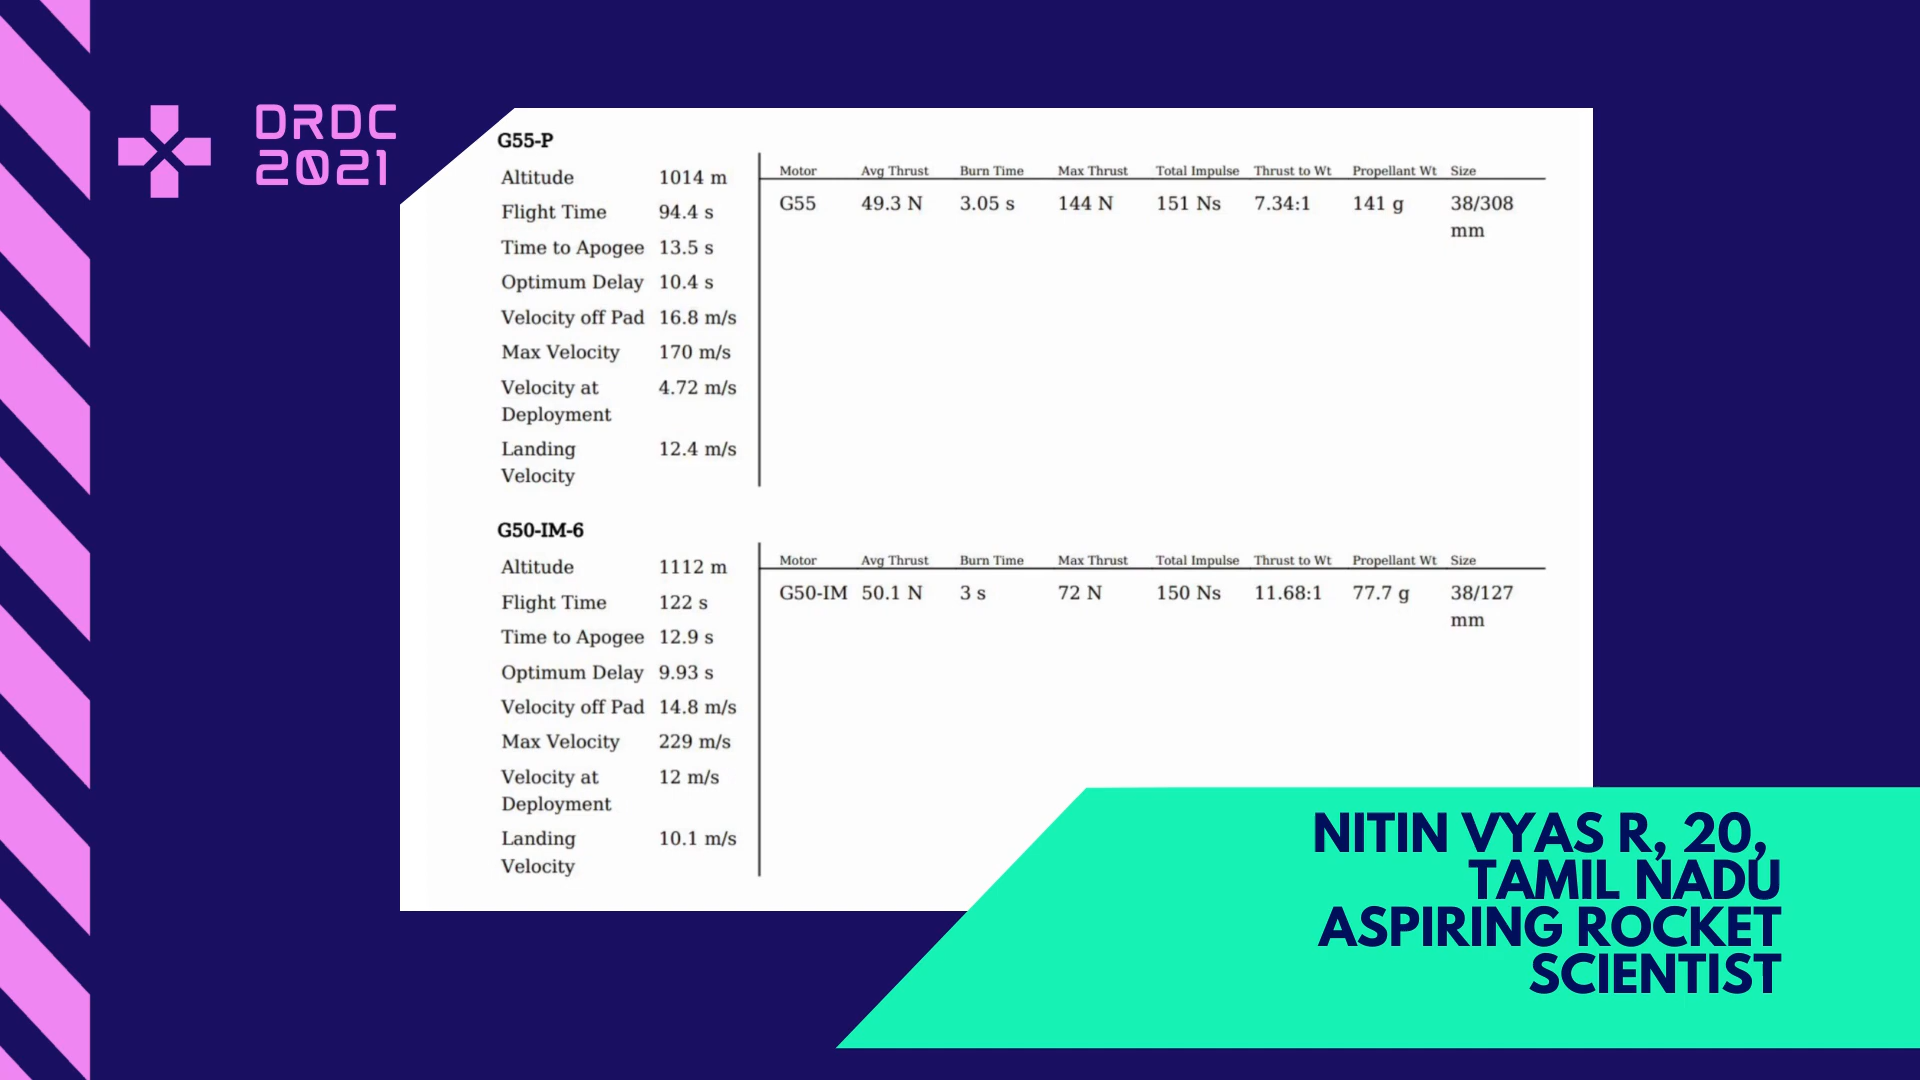 DRDC
2021
G55-P
Altitude 1014 m
Flight Time 94.4 s
Time to Apogee 13.5 s
Optimum Delay 10.4 s
Velocity off Pad 16.8 m/s
Max Velocity 170 m/s
Velocity at 4.72 m/s
Deployment
Landing 12.4 m/s
Velocity
Motor Avg Thrust Burn Time Max Thrust Total Impulse Thrust to Wt Propellant Wt Size
G55 49.3 N 3.05 s 144 N 151 Ns 7.34:1 141 g 38/308
mm
G50-IM-6
Altitude 1112 m
Flight Time 122 s
Time to Apogee 12.9 s
Optimum Delay 9.93 s
Velocity off Pad 14.8 m/s
Max Velocity 229 m/s
Velocity at 12 m/s
Deployment
Landing 10.1 m/s
Velocity
Motor Avg Thrust Burn Time Max Thrust Total Impulse Thrust to Wt Propellant Wt Size
G50-IM 50.1 N 3 s 72 N 150 Ns 11.68:1 77.7 g 38/127
mm
NITIN VYAS R, 20,
TAMIL NADU
ASPIRING ROCKET
SCIENTIST